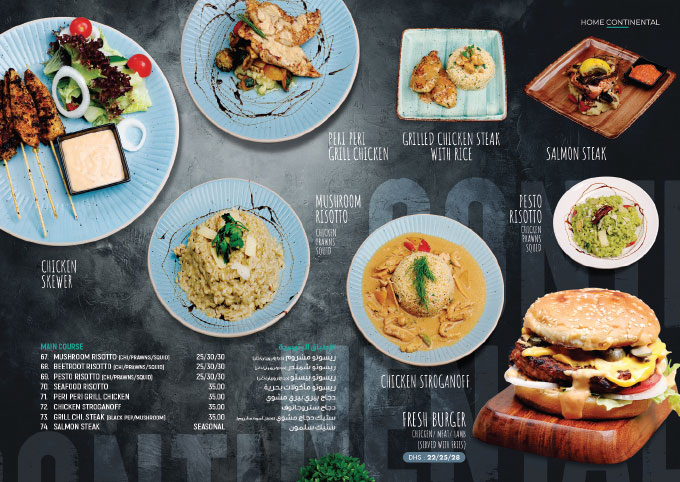 HOME CONTINENTAL
PERI PERI
GRILL CHICKEN
GRILLED CHICKEN STEAK
WITH RICE
SALMON STEAK
MUSHROOM
RISOTTO
CHICKEN
PRAWNS
SQUID
PESTO
RISOTTO
CHICKEN
PRAWNS
SQUID
CHICKEN
SKEWER
CHICKEN STROGANOFF
FRESH BURGER
CHICKEN/ MEAT/ LAMB
(SERVED WITH FRIES)
DHS : 22/25/28
MAIN COURSE الأطباق الرئيسية
67. MUSHROOM RISOTTO (CHI/PRAWNS/SQUID) 25/30/30 ريسوتو مشروم
68. BEETROOT RISOTTO (CHI/PRAWNS/SQUID) 25/30/30 ريسوتو شمندر
69. PESTO RISOTTO (CHI/PRAWNS/SQUID) 25/30/30 ريسوتو بيستو
70. SEAFOOD RISOTTO 35.00 ريسوتو مأكولات بحرية
71. PERI PERI GRILL CHICKEN 35.00 دجاج بيري بيري مشوي
72. CHICKEN STROGANOFF 35.00 دجاج ستروجانوف
73. GRILL CHI. STEAK (BLACK PEP/MUSHROOM) 35.00 ستيك دجاج مشوي
74. SALMON STEAK SEASONAL ستيك سلمون
CONTI
CONTINENTAL